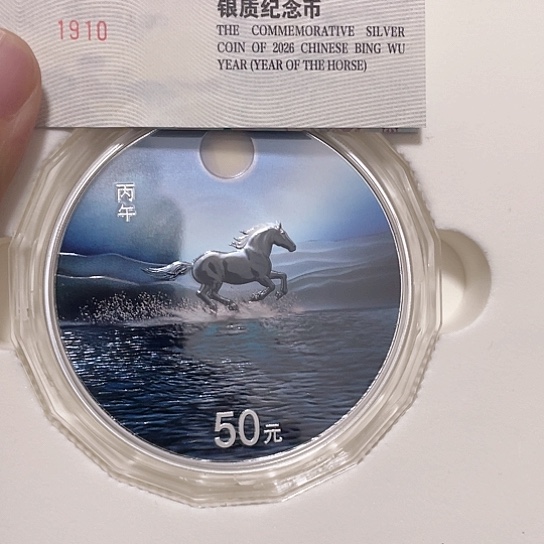 1910
银质纪念币
THE COMMEMORATIVE SILVER
COIN OF 2026 CHINESE BING WU
YEAR (YEAR OF THE HORSE)
丙午
50元